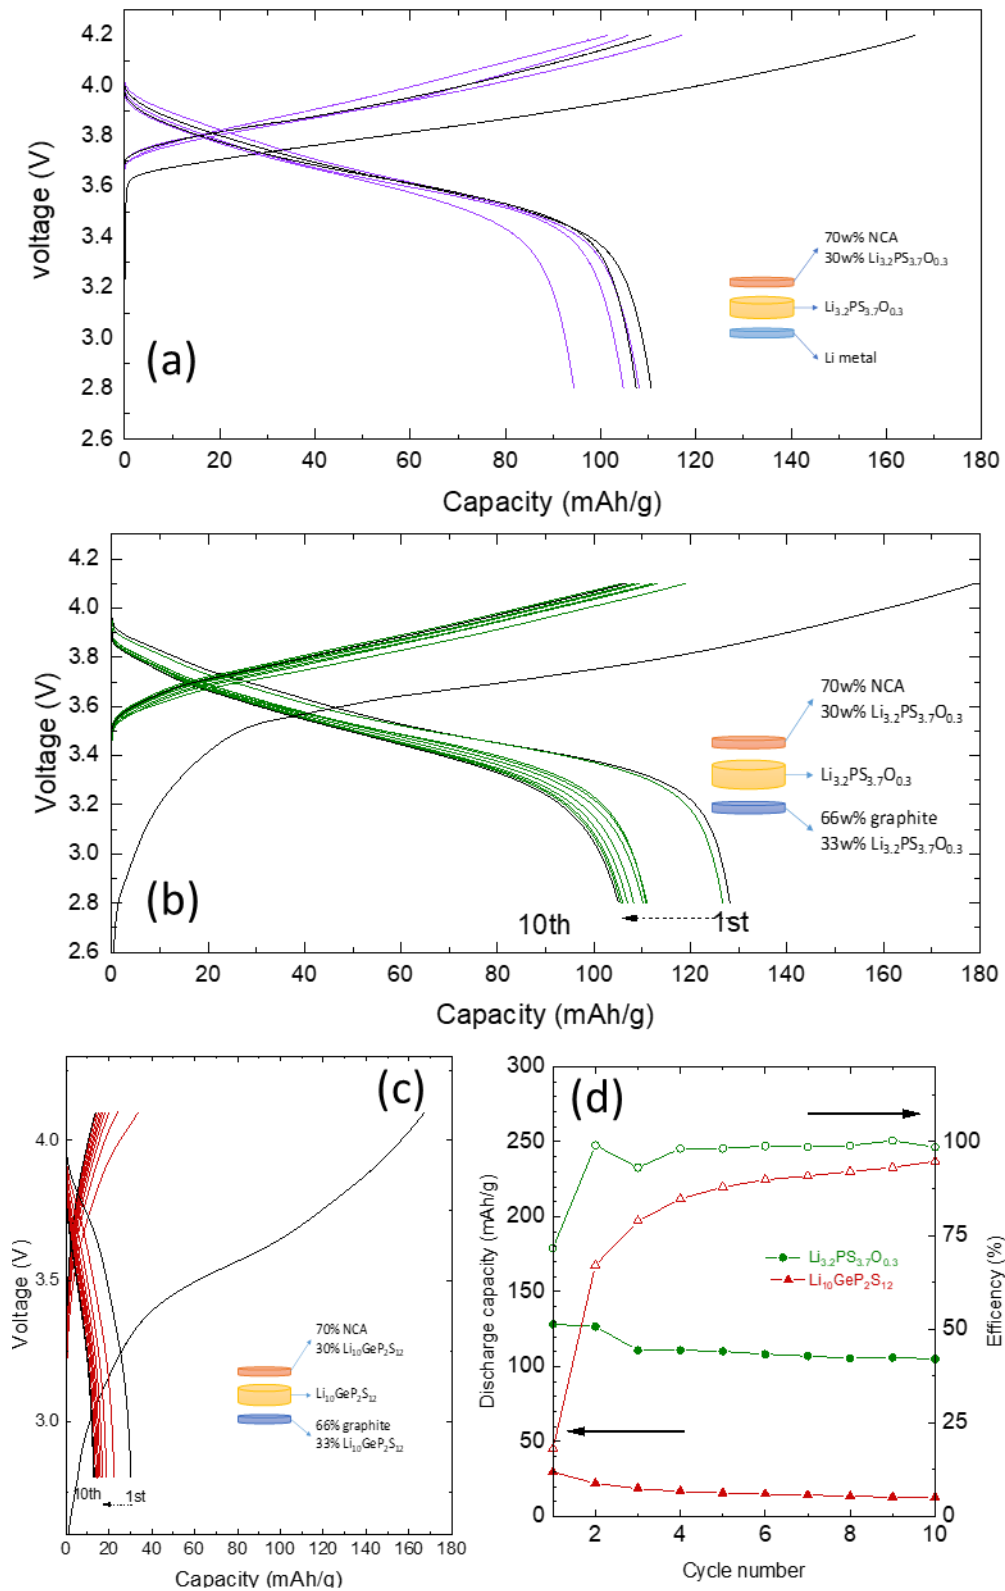 4.2
4.0
3.8
3.6
3.4
3.2
3.0
2.8
2.6
voltage (V)
70w% NCA
30w% Li3.2PS3.7O0.3
Li3.2PS3.7O0.3
Li metal
(a)
0 20 40 60 80 100 120 140 160 180
Capacity (mAh/g)
4.2
4.0
3.8
3.6
3.4
3.2
3.0
2.8
2.6
Voltage (V)
70w% NCA
30w% Li3.2PS3.7O0.3
Li3.2PS3.7O0.3
66w% graphite
33w% Li3.2PS3.7O0.3
(b)
10th 1st
0 20 40 60 80 100 120 140 160 180
Capacity (mAh/g)
(c)
4.0
3.5
3.0
Voltage (V)
70% NCA
30% Li10GeP2S12
Li10GeP2S12
66% graphite
33% Li10GeP2S12
10th 1st
0 20 40 60 80 100 120 140 160 180
Capacity (mAh/g)
(d)
300
250
200
150
100
50
0
Discharge capacity (mAh/g)
100
75
50
25
0
Efficency (%)
Li3.2PS3.7O0.3
Li10GeP2S12
2 4 6 8 10
Cycle number